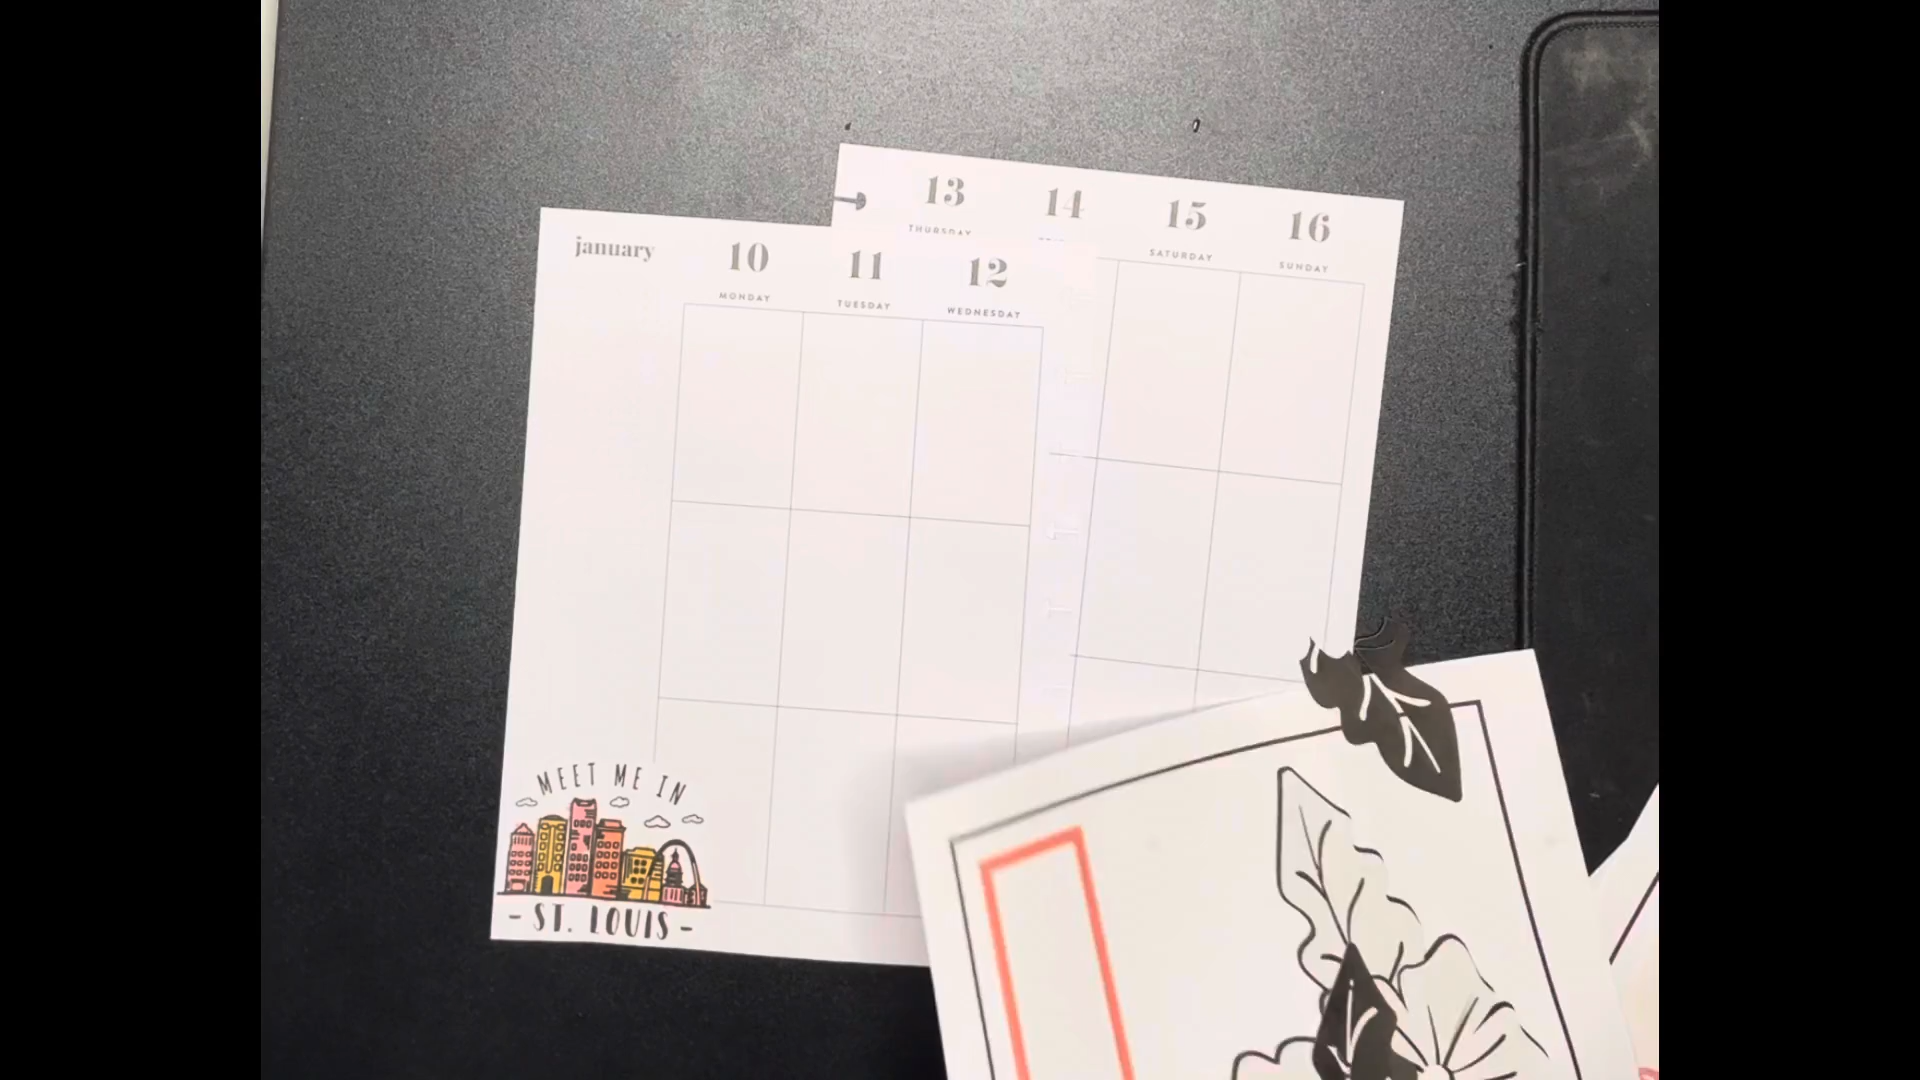 january
10
MONDAY
11
TUESDAY
12
WEDNESDAY
13
THURSDAY
14
15
SATURDAY
16
SUNDAY
MEET ME IN
- ST. LOUIS -